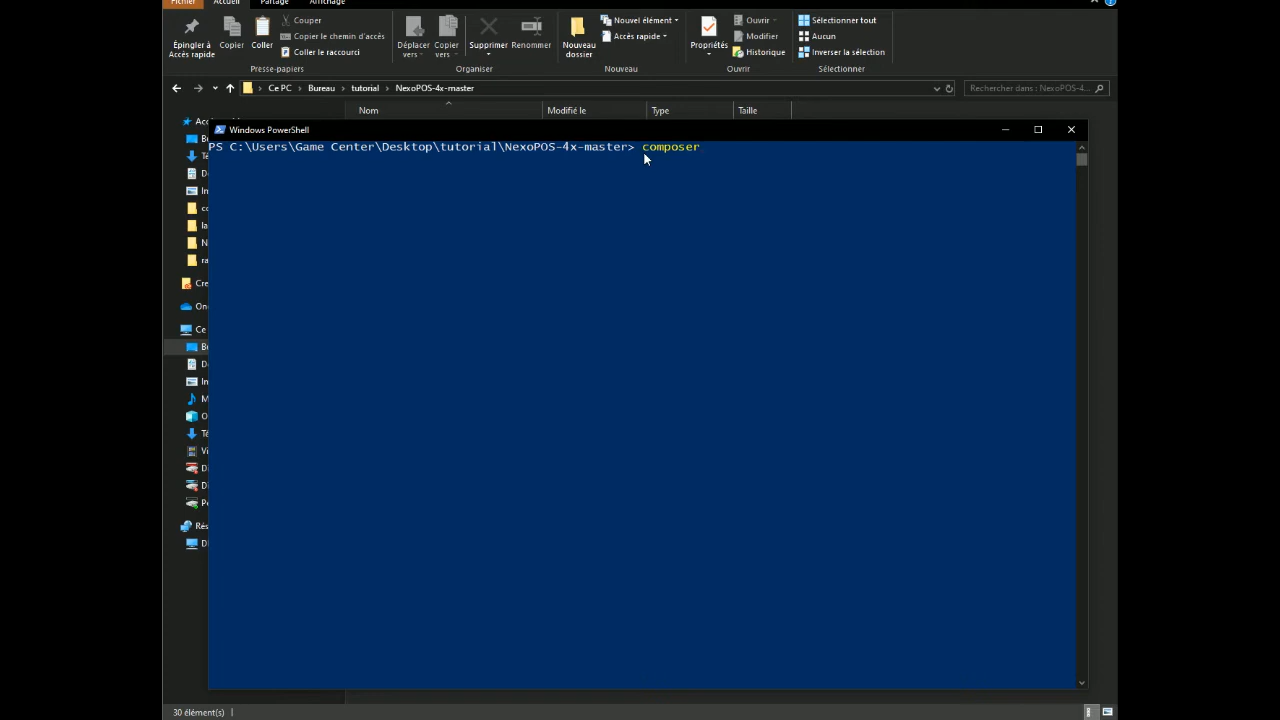 Fichier Accueil Partage Affichage
Épingler à Accès rapide
Copier
Coller
Couper
Copier le chemin d'accès
Coller le raccourci
Presse-papiers
Déplacer vers
Copier vers
Supprimer
Renommer
Organiser
Nouveau dossier
Nouvel élément
Accès rapide
Nouveau
Propriétés
Ouvrir
Modifier
Historique
Ouvrir
Sélectionner tout
Aucun
Inverser la sélection
Sélectionner
Ce PC > Bureau > tutorial > NexoPOS-4x-master
Rechercher dans : NexoPOS-4...
Nom Modifié le Type Taille
Windows PowerShell
PS C:\Users\Game Center\Desktop\tutorial\NexoPOS-4x-master> composer
Ce
30 élément(s)